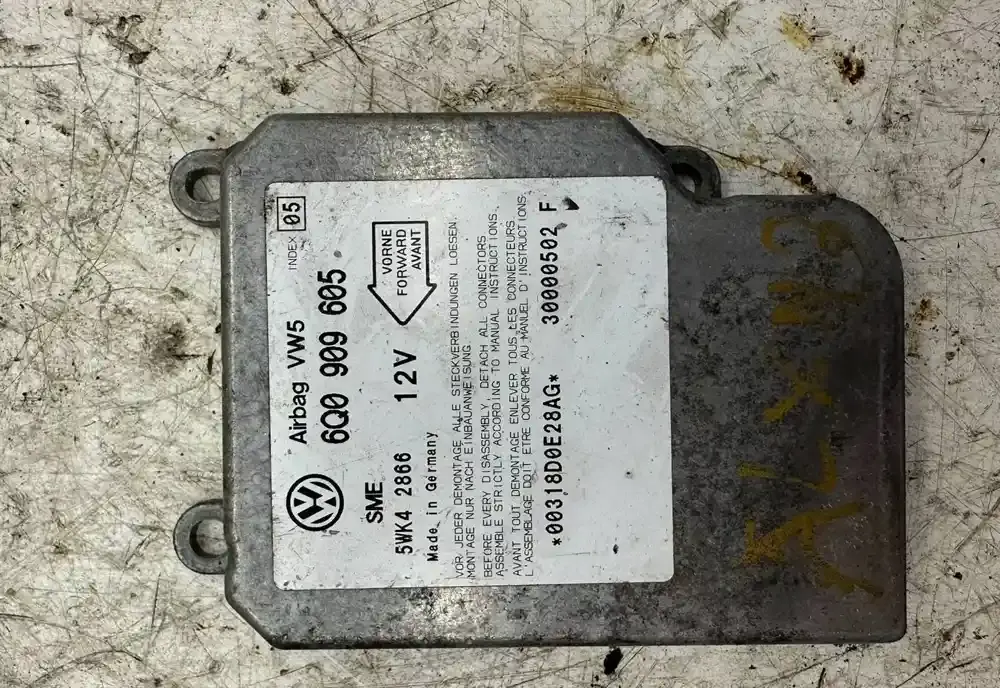 Airbag VW5
INDEX 05
6Q0 909 605
SME
5WK4 2866
12V
VORNE
FORWARD
AVANT
Made in Germany
VOR JEDER DEMONTAGE ALLE STECKVERBINDUNGEN LOESEN,
MONTAGE NUR NACH EINBAUANWEISUNG
BEFORE EVERY DISASSEMBLY, DETACH ALL CONNECTORS
ASSEMBLE STRICTLY ACCORDING TO MANUAL INSTRUCTIONS,
AVANT TOUT DEMONTAGE ENLEVER TOUS LES CONNECTEURS
L'ASSEMBLAGE DOIT ETRE CONFORME AU MANUEL D'INSTRUCTIONS,
*00318D0E28AG*
30000502 F